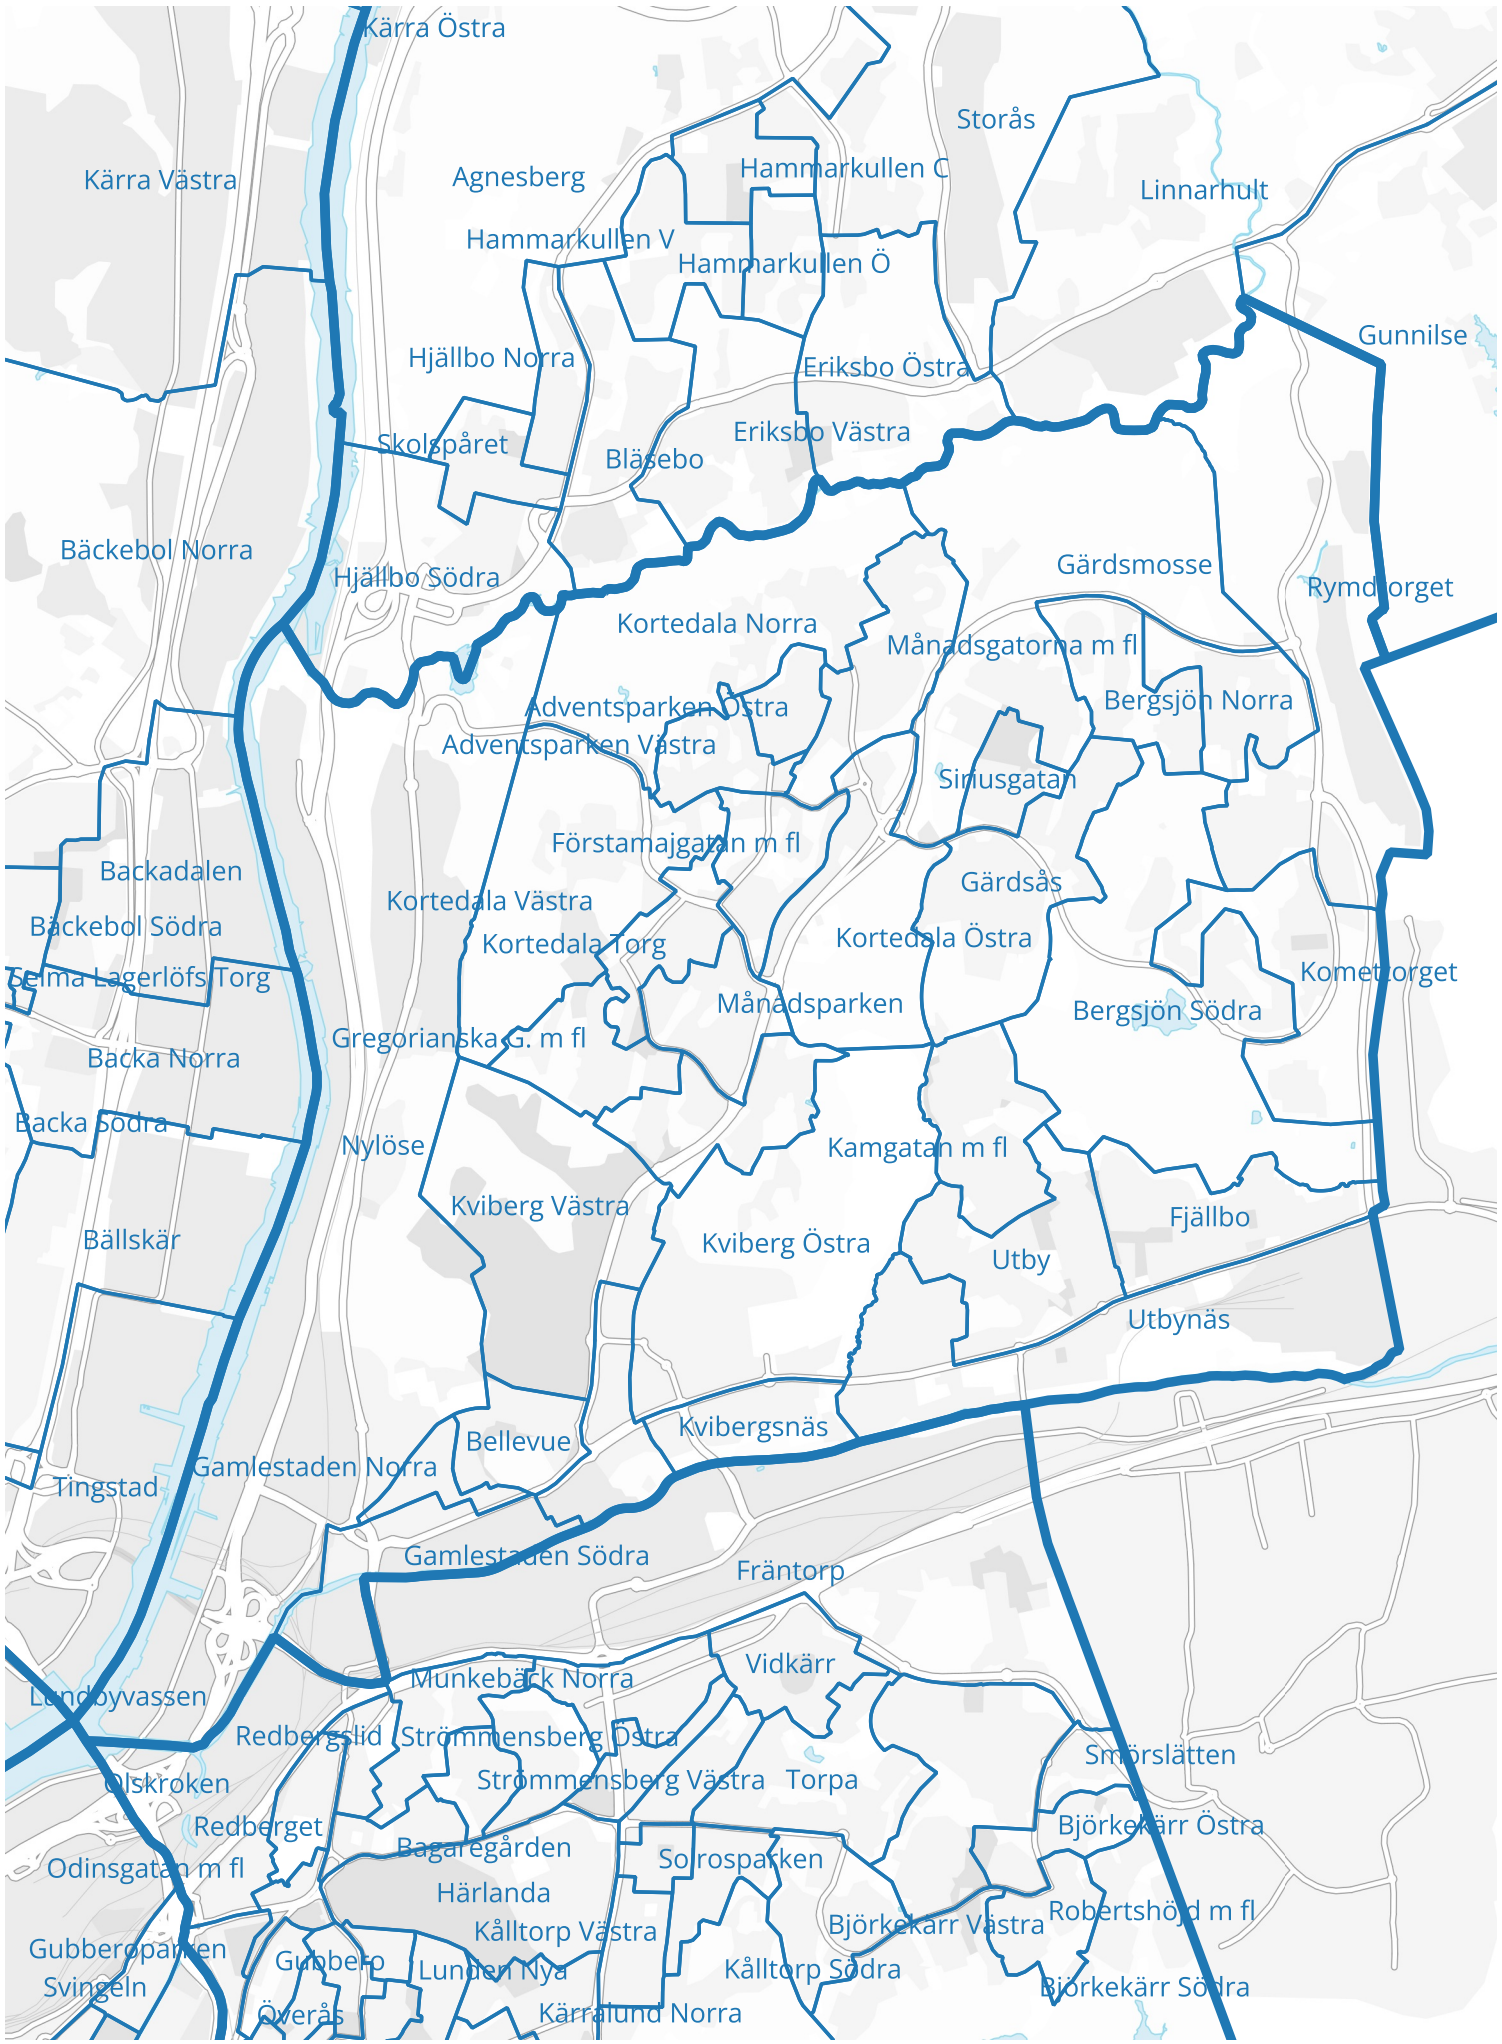 Kärra Östra
Storås
Hammarkullen C
Agnesberg
Kärra Västra
Linnarhult
Hammarkullen V
Hammarkullen Ö
Gunnilse
Hjällbo Norra
Eriksbo Östra
Eriksbo Västra
Skolspåret
Bläsebo
Bäckebol Norra
Gärdsmosse
Hjällbo Södra
Rymdtorget
Kortedala Norra
Månadsgatorna m fl
Bergsjön Norra
Adventsparken Östra
Adventsparken Västra
Siriusgatan
Förstamajgatan m fl
Backadalen
Gärdsås
Kortedala Västra
Bäckebol Södra
Kortedala Östra
Kortedala Torg
Komettorget
Selma Lagerlöfs Torg
Månadsparken
Bergsjön Södra
Gregorianska G. m fl
Backa Norra
Backa Södra
Nylöse
Kamgatan m fl
Kviberg Västra
Fjällbo
Bällskär
Kviberg Östra
Utby
Utbynäs
Kvibergsnäs
Bellevue
Gamlestaden Norra
Tingstad
Gamlestaden Södra
Fräntorp
Vidkärr
Munkebäck Norra
Lundbyvassen
Redbergslid
Strömmensberg Östra
Smörslätten
Strömmensberg Västra
Torpa
Olskroken
Björkekärr Östra
Redberget
Bagaregården
Solrosparken
Odinsgatan m fl
Härlanda
Robertshöjd m fl
Björkekärr Västra
Kålltorp Västra
Gubberoparken
Gubbero
Lunden Nya
Kålltorp Södra
Svingeln
Björkekärr Södra
Överås
Kärralund Norra